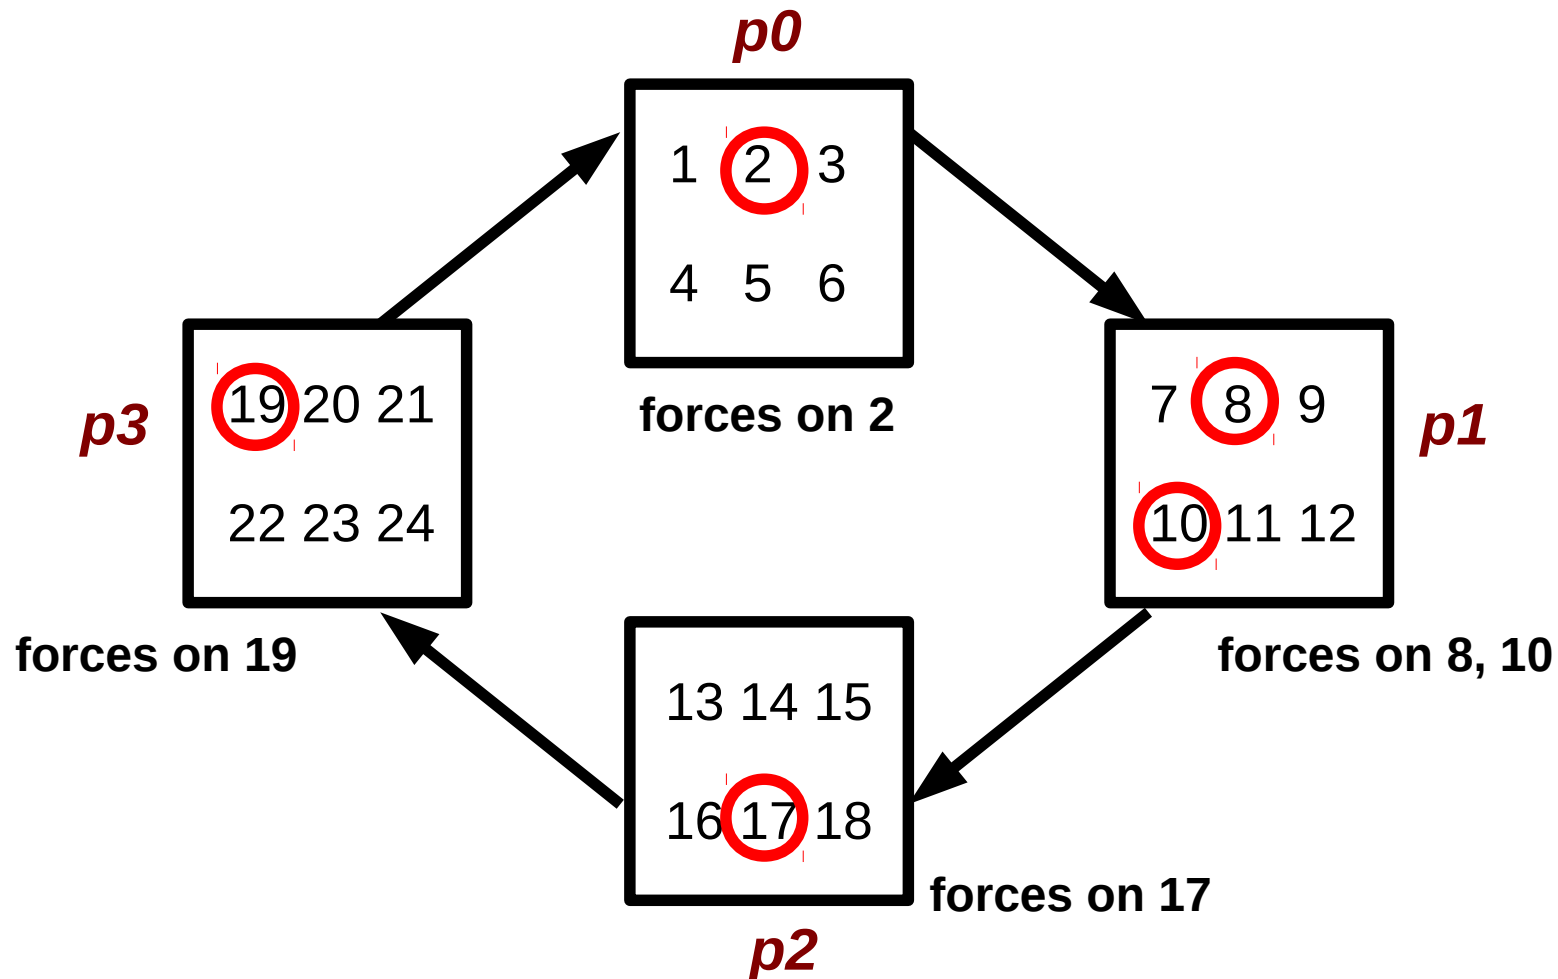 p0
1 2 3
4 5 6
forces on 2
p3
19 20 21
22 23 24
forces on 19
7 8 9
10 11 12
p1
forces on 8, 10
13 14 15
16 17 18
forces on 17
p2